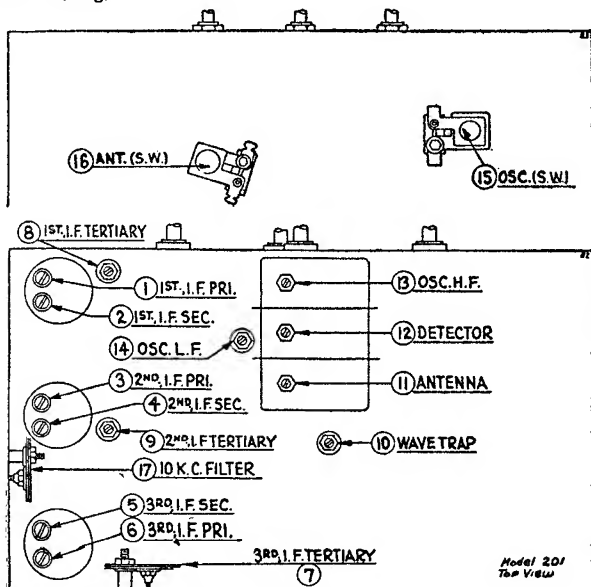 16 ANT. (S.W.)
15 OSC. (S.W.)
8 1ST. I.F. TERTIARY
1 1ST., I.F. PRI.
2 1ST, I.F. SEC.
13 OSC. H.F.
12 DETECTOR
14 OSC. L.F.
11 ANTENNA
3 2ND, I.F. PRI.
4 2ND, I.F. SEC.
9 2ND, I.F TERTIARY
10 WAVE TRAP
17 10 K.C. FILTER
5 3RD, I.F. SEC.
6 3RD, I.F. PRI.
3RD, I.F. TERTIARY
7
Model 201
Top View